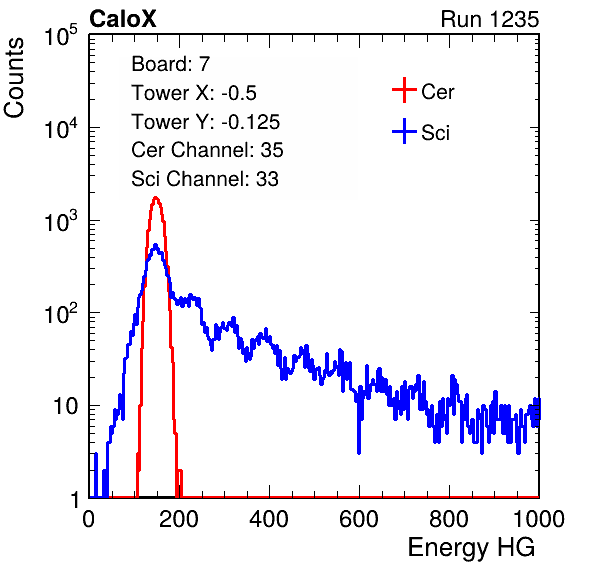 CaloX Run 1235
Counts
Board: 7
Tower X: -0.5
Tower Y: -0.125
Cer Channel: 35
Sci Channel: 33
Cer
Sci
10^5
10^4
10^3
10^2
10
1
0 200 400 600 800 1000
Energy HG